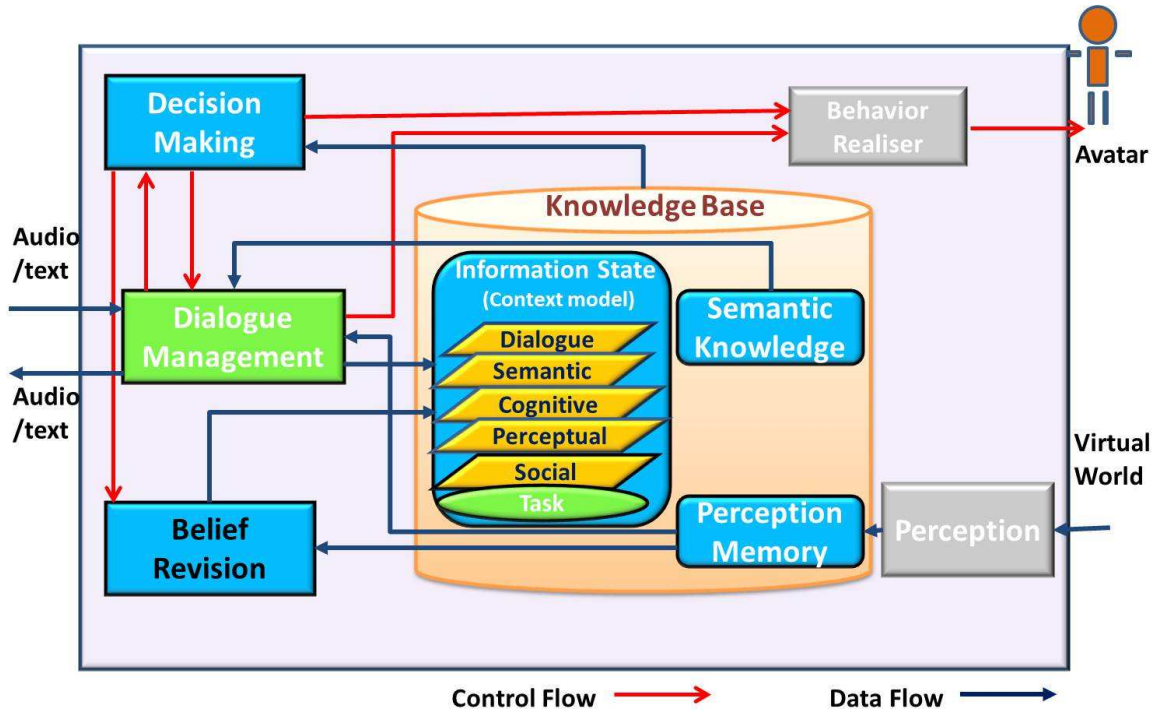 Decision
Making
Behavior
Realiser
Avatar
Knowledge Base
Audio
/text
Information State
(Context model)
Dialogue
Management
Semantic
Knowledge
Dialogue
Semantic
Cognitive
Perceptual
Social
Task
Audio
/text
Virtual
World
Belief
Revision
Perception
Memory
Perception
Control Flow
Data Flow